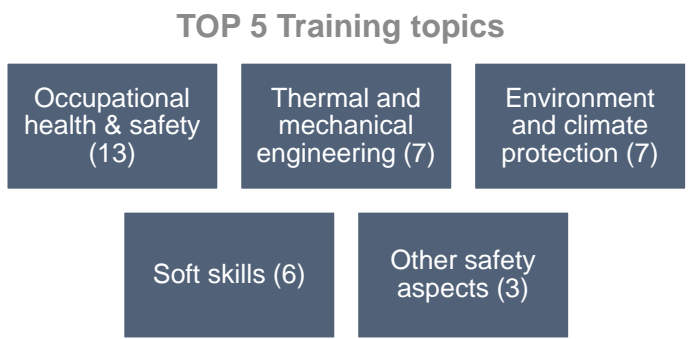 TOP 5 Training topics
Occupational
health & safety
(13)
Thermal and
mechanical
engineering (7)
Environment
and climate
protection (7)
Soft skills (6)
Other safety
aspects (3)